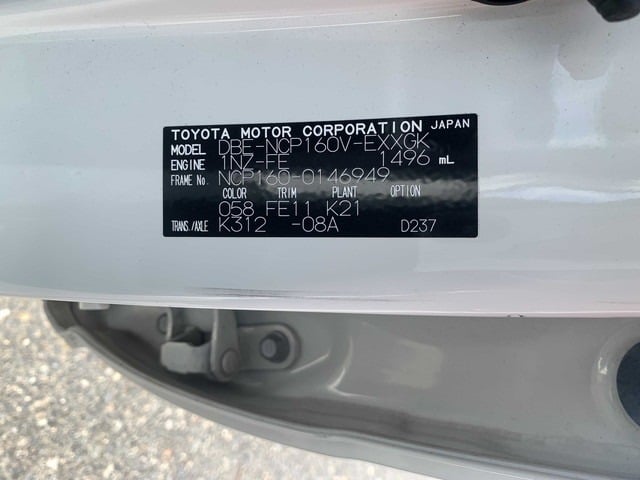 TOYOTA MOTOR CORPORATION JAPAN
MODEL DBE-NCP160V-EXXGK
ENGINE 1NZ-FE 1496 mL
FRAME No. NCP160-0146949
COLOR TRIM PLANT OPTION
058 FE11 K21
TRANS./AXLE K312 -08A D237